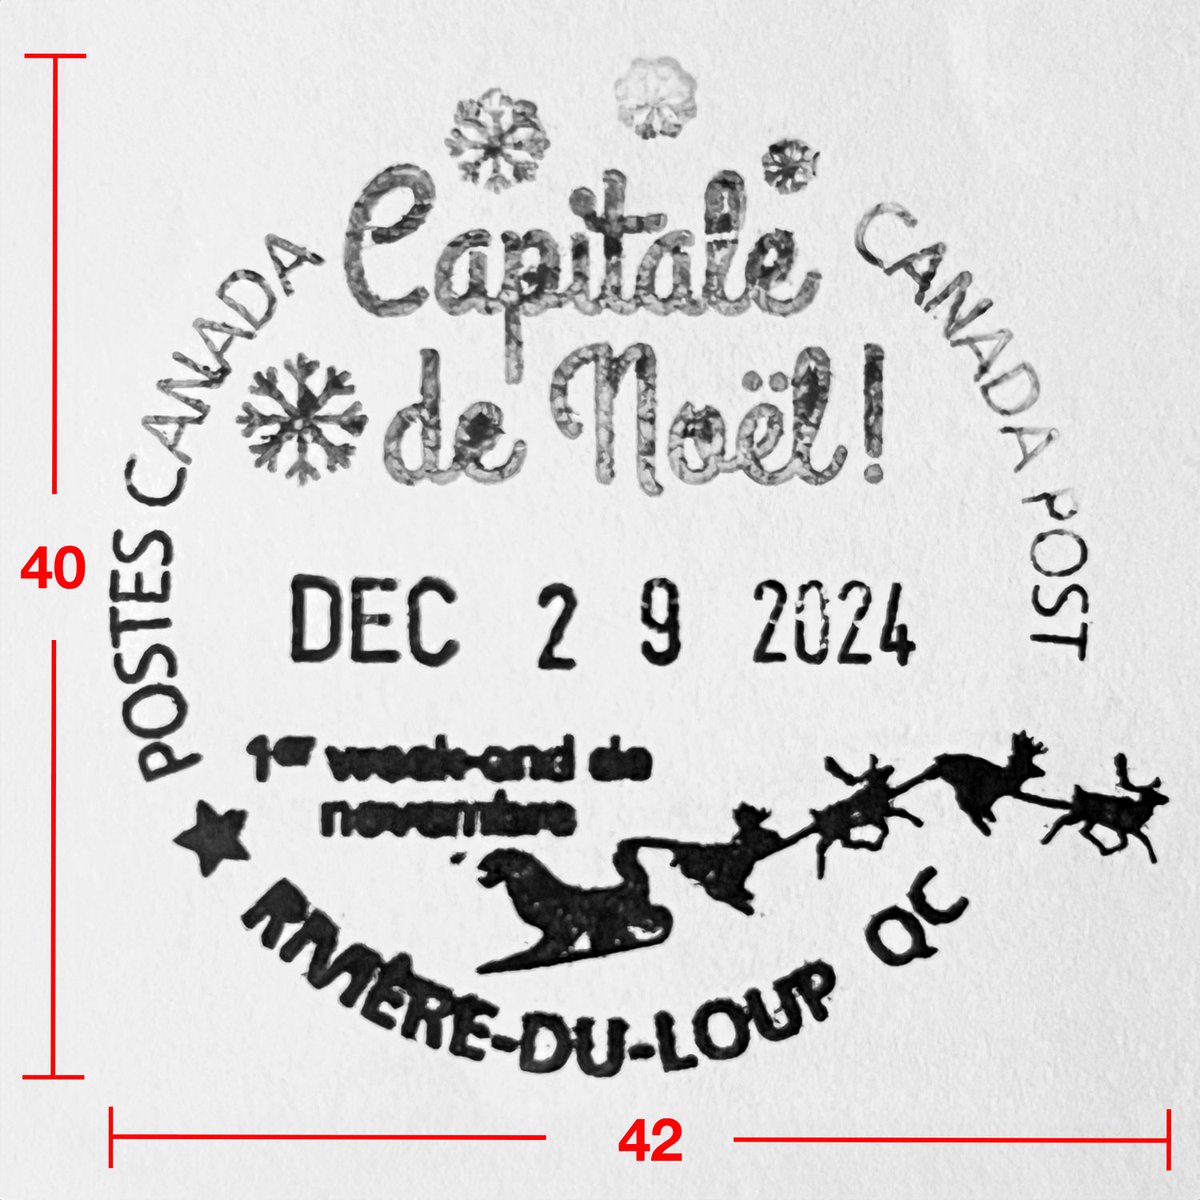 Capitale
de Noël!
POSTES CANADA
CANADA POST
DEC 2 9 2024
1er week-end de
novembre
RIVIÈRE-DU-LOUP QC
40
42